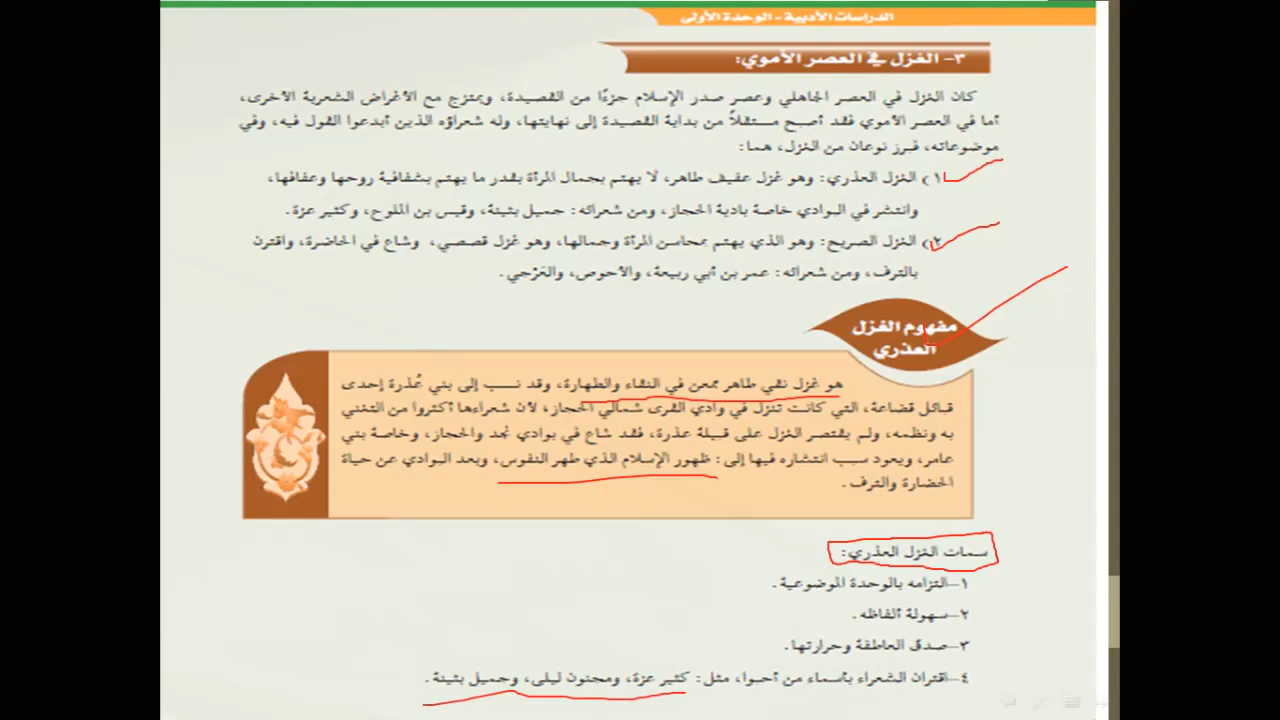 الدراسات الأدبية - الوحدة الأولى
٣- الغزل في العصر الأموي:
كان الغزل في العصر الجاهلي وعصر صدر الإسلام جزءًا من القصيدة، ويمتزج مع الأغراض الشعرية الأخرى،
أما في العصر الأموي فقد أصبح مستقلاً من بداية القصيدة إلى نهايتها، وله شعراؤه الذين أبدعوا القول فيه، وفي
موضوعاته، فبرز نوعان من الغزل، هما:
١) الغزل العذري: وهو غزل عفيف طاهر، لا يهتم بجمال المرأة بقدر ما يهتم بشفافية روحها وعفافها،
وانتشر في البوادي خاصة بادية الحجاز، ومن شعرائه: جميل بثينة، وقيس بن الملوح، وكثير عزة.
٢) الغزل الصريح: وهو الذي يهتم بمحاسن المرأة وجمالها، وهو غزل قصصي، وشاع في الحاضرة، واقترن
بالترف، ومن شعرائه: عمر بن أبي ربيعة، والأحوص، والعَرْجي.
مفهوم الغزل
العذري
هو غزل نقي طاهر ممعن في النقاء والطهارة، وقد نسب إلى بني عُذرة إحدى
قبائل قضاعة، التي كانت تنزل في وادي القرى شمالي الحجاز، لأن شعراءها أكثروا من التغني
به ونظمه، ولم يقتصر الغزل على قبيلة عذرة، فقد شاع في بوادي نجد والحجاز، وخاصة بني
عامر، ويعود سبب انتشاره فيها إلى: ظهور الإسلام الذي طهر النفوس، وبعد البوادي عن حياة
الحضارة والترف.
سمات الغزل العذري:
١-التزامه بالوحدة الموضوعية.
٢-سهولة ألفاظه.
٣-صدق العاطفة وحرارتها.
٤-اقتران الشعراء بأسماء من أحبوا، مثل: كثير عزة، ومجنون ليلى، وجميل بثينة.